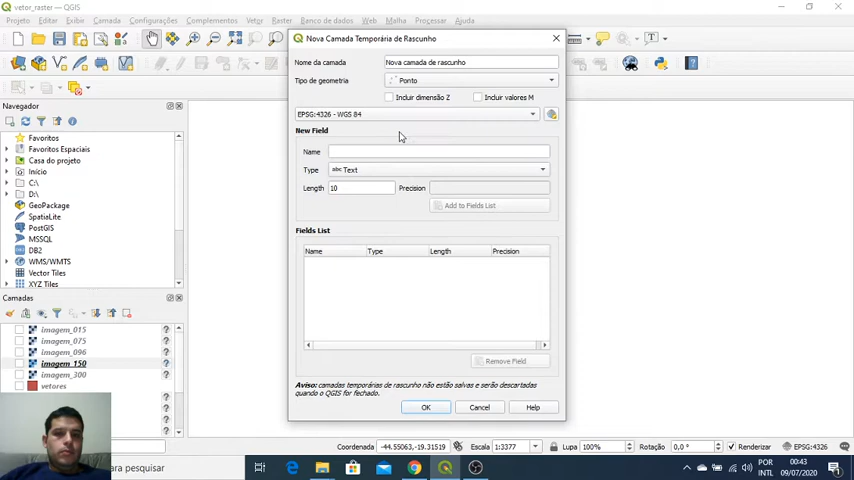 vetor_raster — QGIS
Projeto Editar Exibir Camada Configurações Complementos Vetor Raster Banco de dados Web Malha Processar Ajuda
Nova Camada Temporária de Rascunho
Nome da camada Nova camada de rascunho
Tipo de geometria Ponto
Incluir dimensão Z Incluir valores M
EPSG:4326 - WGS 84
New Field
Name
Type abc Text
Length 10 Precision
Add to Fields List
Fields List
Name Type Length Precision
Remove Field
Aviso: camadas temporárias de rascunho não estão salvas e serão descartadas
quando o QGIS for fechado.
OK Cancel Help
Navegador
Favoritos
Favoritos Espaciais
Casa do projeto
Início
C:\
D:\
GeoPackage
SpatiaLite
PostGIS
MSSQL
DB2
WMS/WMTS
Vector Tiles
XYZ Tiles
Camadas
imagem_015
imagem_075
imagem_096
imagem_150
imagem_300
vetores
Coordenada -44.55063,-19.31519 Escala 1:3377 Lupa 100% Rotação 0,0 ° Renderizar EPSG:4326
para pesquisar
POR
INTL
00:43
09/07/2020